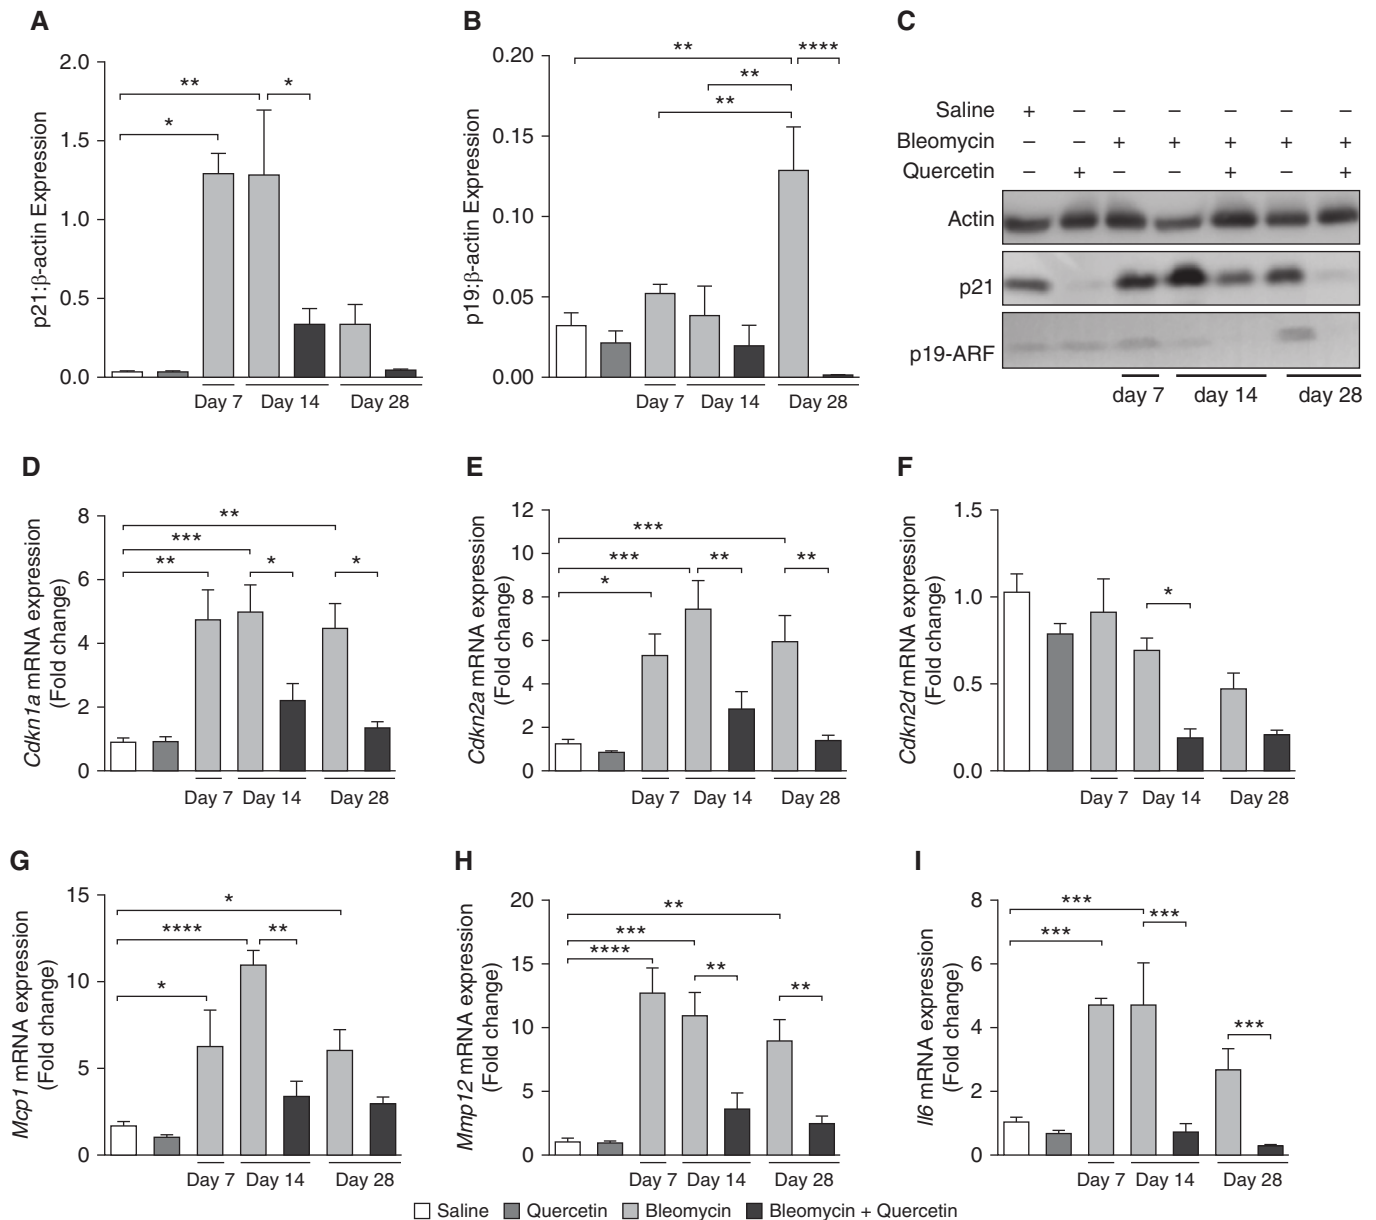 A
p21:β-actin Expression
2.0
1.5
1.0
0.5
0.0
**
*
*
Day 7 Day 14 Day 28
B
p19:β-actin Expression
0.20
0.15
0.10
0.05
0.00
** ****
**
**
Day 7 Day 14 Day 28
C
Saline + – – – – – –
Bleomycin – – + + + + +
Quercetin – + – – + – +
Actin
p21
p19-ARF
day 7 day 14 day 28
D
Cdkn1a mRNA expression
(Fold change)
8
6
4
2
0
**
***
** * *
Day 7 Day 14 Day 28
E
Cdkn2a mRNA expression
(Fold change)
12
10
8
6
4
2
0
***
*** ** **
*
Day 7 Day 14 Day 28
F
Cdkn2d mRNA expression
(Fold change)
1.5
1.0
0.5
0.0
*
Day 7 Day 14 Day 28
G
Mcp1 mRNA expression
(Fold change)
15
10
5
0
*
**** **
*
Day 7 Day 14 Day 28
H
Mmp12 mRNA expression
(Fold change)
20
15
10
5
0
**
***
****
**
**
Day 7 Day 14 Day 28
I
Il6 mRNA expression
(Fold change)
8
6
4
2
0
***
***
***
***
Day 7 Day 14 Day 28
Saline Quercetin Bleomycin Bleomycin + Quercetin